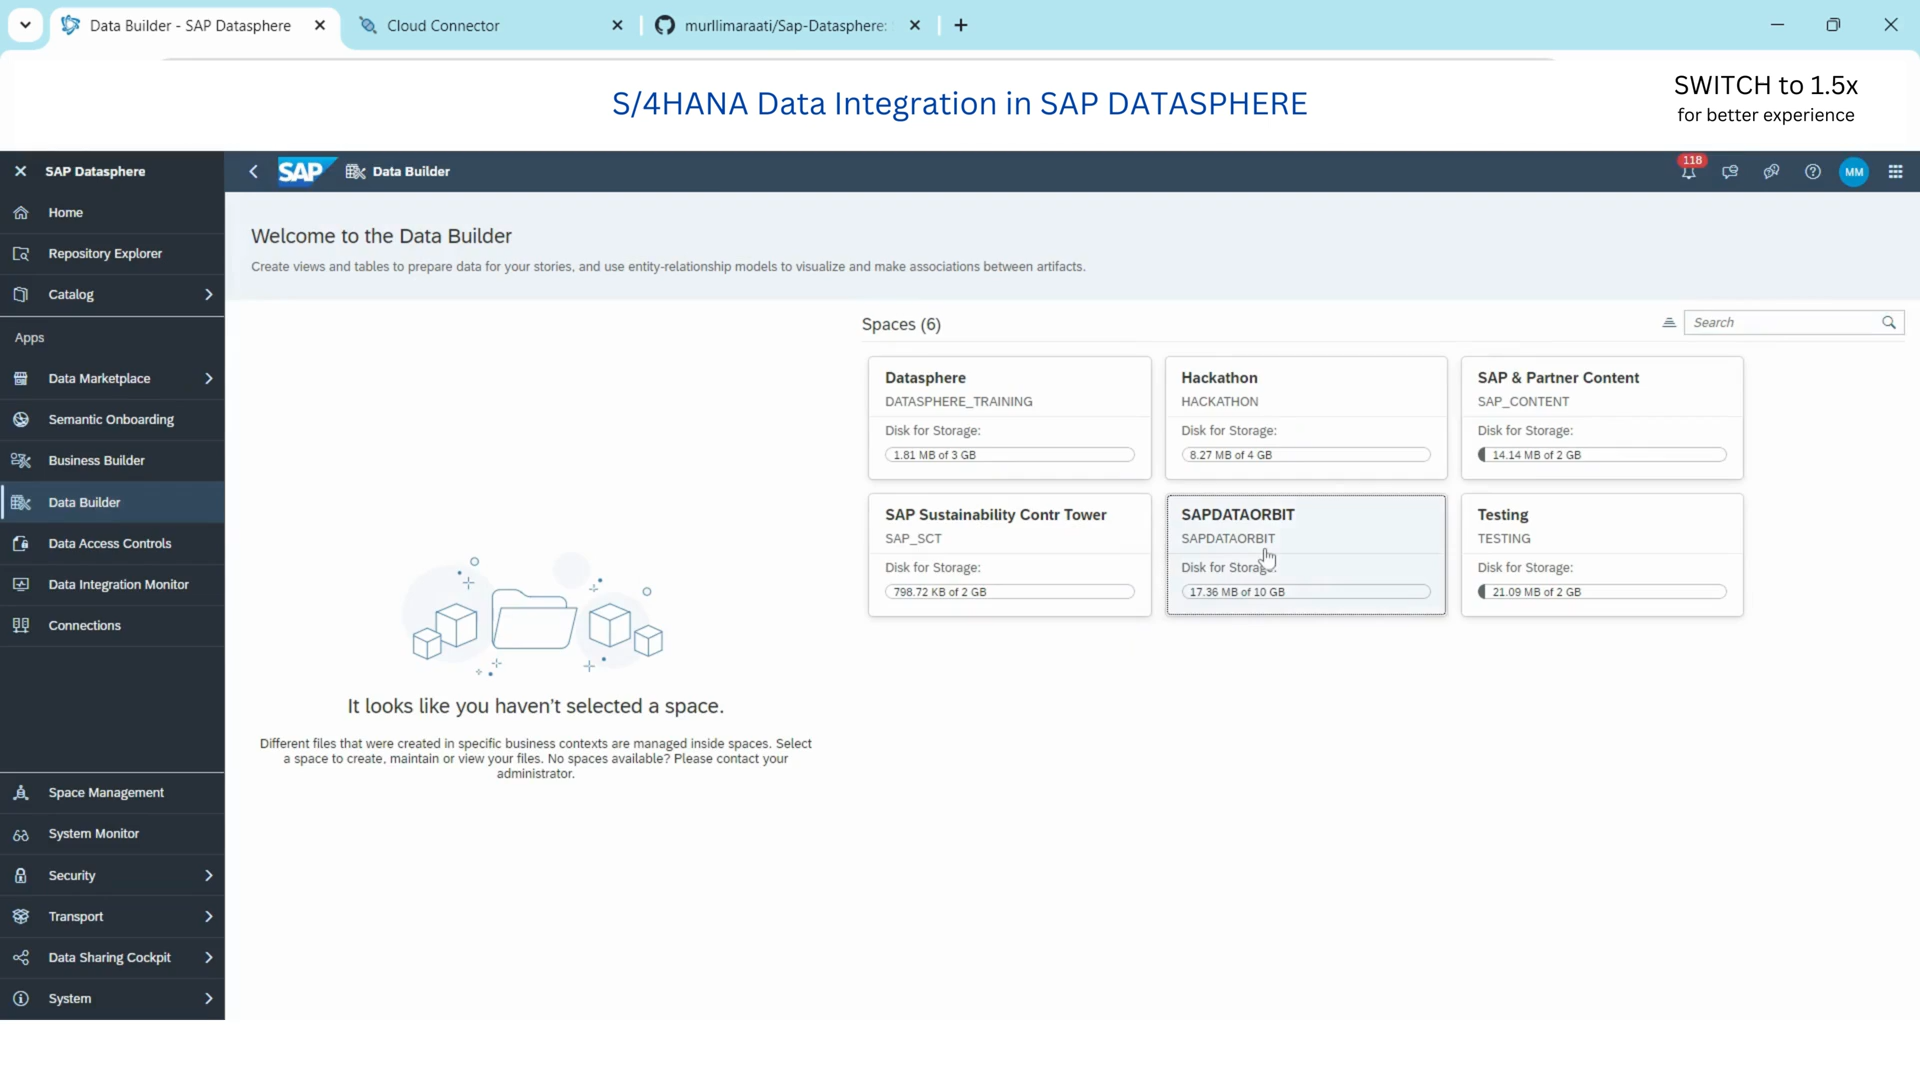 Data Builder - SAP Datasphere
Cloud Connector
murllimaraati/Sap-Datasphere:
S/4HANA Data Integration in SAP DATASPHERE
SWITCH to 1.5x
for better experience
SAP Datasphere
SAP
Data Builder
118
MM
Home
Repository Explorer
Catalog
Apps
Data Marketplace
Semantic Onboarding
Business Builder
Data Builder
Data Access Controls
Data Integration Monitor
Connections
Space Management
System Monitor
Security
Transport
Data Sharing Cockpit
System
Welcome to the Data Builder
Create views and tables to prepare data for your stories, and use entity-relationship models to visualize and make associations between artifacts.
It looks like you haven't selected a space.
Different files that were created in specific business contexts are managed inside spaces. Select
a space to create, maintain or view your files. No spaces available? Please contact your
administrator.
Spaces (6)
Search
Datasphere
DATASPHERE_TRAINING
Disk for Storage:
1.81 MB of 3 GB
Hackathon
HACKATHON
Disk for Storage:
8.27 MB of 4 GB
SAP & Partner Content
SAP_CONTENT
Disk for Storage:
14.14 MB of 2 GB
SAP Sustainability Contr Tower
SAP_SCT
Disk for Storage:
798.72 KB of 2 GB
SAPDATAORBIT
SAPDATAORBIT
Disk for Storage:
17.36 MB of 10 GB
Testing
TESTING
Disk for Storage:
21.09 MB of 2 GB